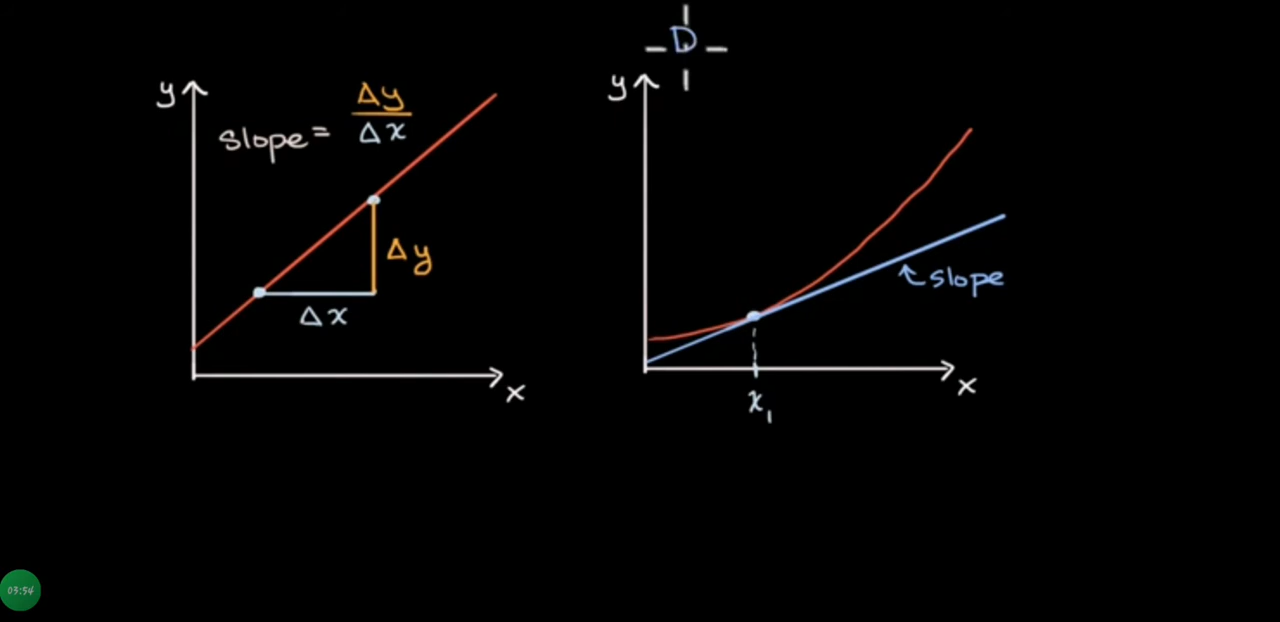 y
slope = Δy/Δx
Δy
Δx
x
D
y
slope
x
x₁
03:54